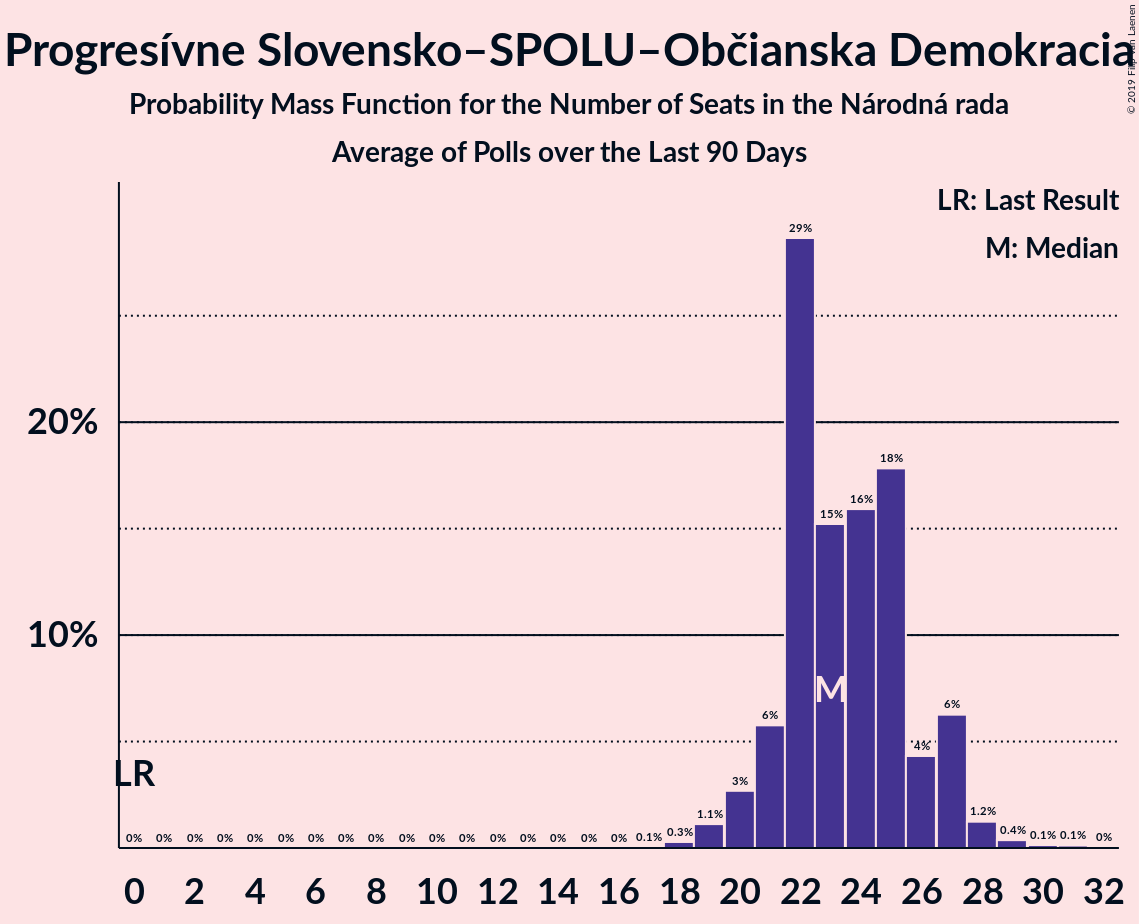 Progresívne Slovensko–SPOLU–Občianska Demokracia
Probability Mass Function for the Number of Seats in the Národná rada
Average of Polls over the Last 90 Days
© 2019 Filip van Laenen
LR: Last Result
M: Median
20%
10%
LR
M
0% 0% 0% 0% 0% 0% 0% 0% 0% 0% 0% 0% 0% 0% 0% 0% 0% 0.1% 0.3% 1.1% 3% 6% 29% 15% 16% 18% 4% 6% 1.2% 0.4% 0.1% 0.1% 0%
0 2 4 6 8 10 12 14 16 18 20 22 24 26 28 30 32